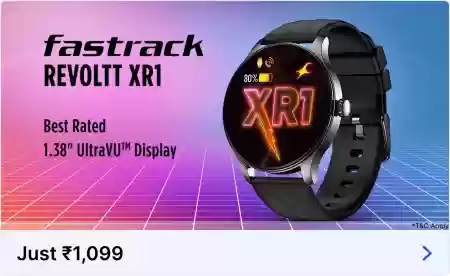 fastrack
REVOLTT XR1
Best Rated
1.38" UltraVU™ Display
80%
XR1
*T&C Apply
Just ₹1,099